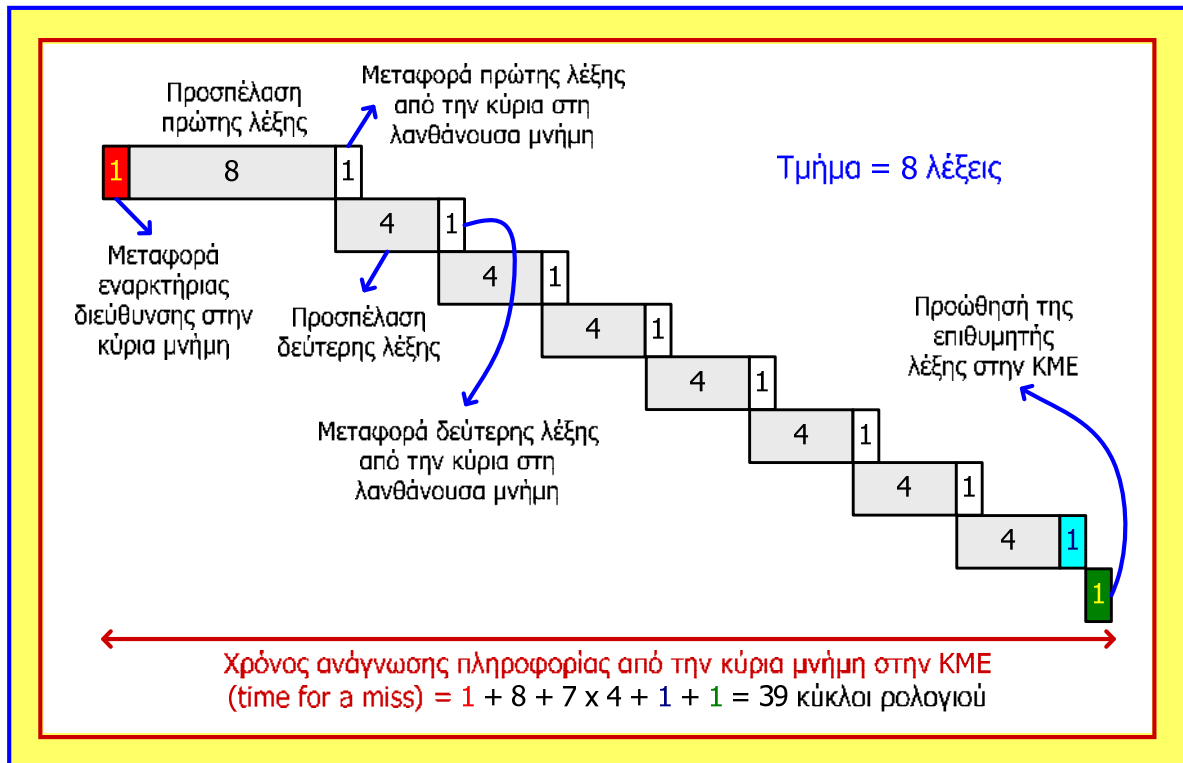 Προσπέλαση
πρώτης λέξης
Μεταφορά πρώτης λέξης
από την κύρια στη
λανθάνουσα μνήμη
Τμήμα = 8 λέξεις
1 8 1
4 1
4 1
4 1
4 1
4 1
4 1
4 1
1
Μεταφορά
εναρκτήριας
διεύθυνσης στην
κύρια μνήμη
Προσπέλαση
δεύτερης λέξης
Μεταφορά δεύτερης λέξης
από την κύρια στη
λανθάνουσα μνήμη
Προώθησή της
επιθυμητής
λέξης στην ΚΜΕ
Χρόνος ανάγνωσης πληροφορίας από την κύρια μνήμη στην ΚΜΕ
(time for a miss) = 1 + 8 + 7 x 4 + 1 + 1 = 39 κύκλοι ρολογιού